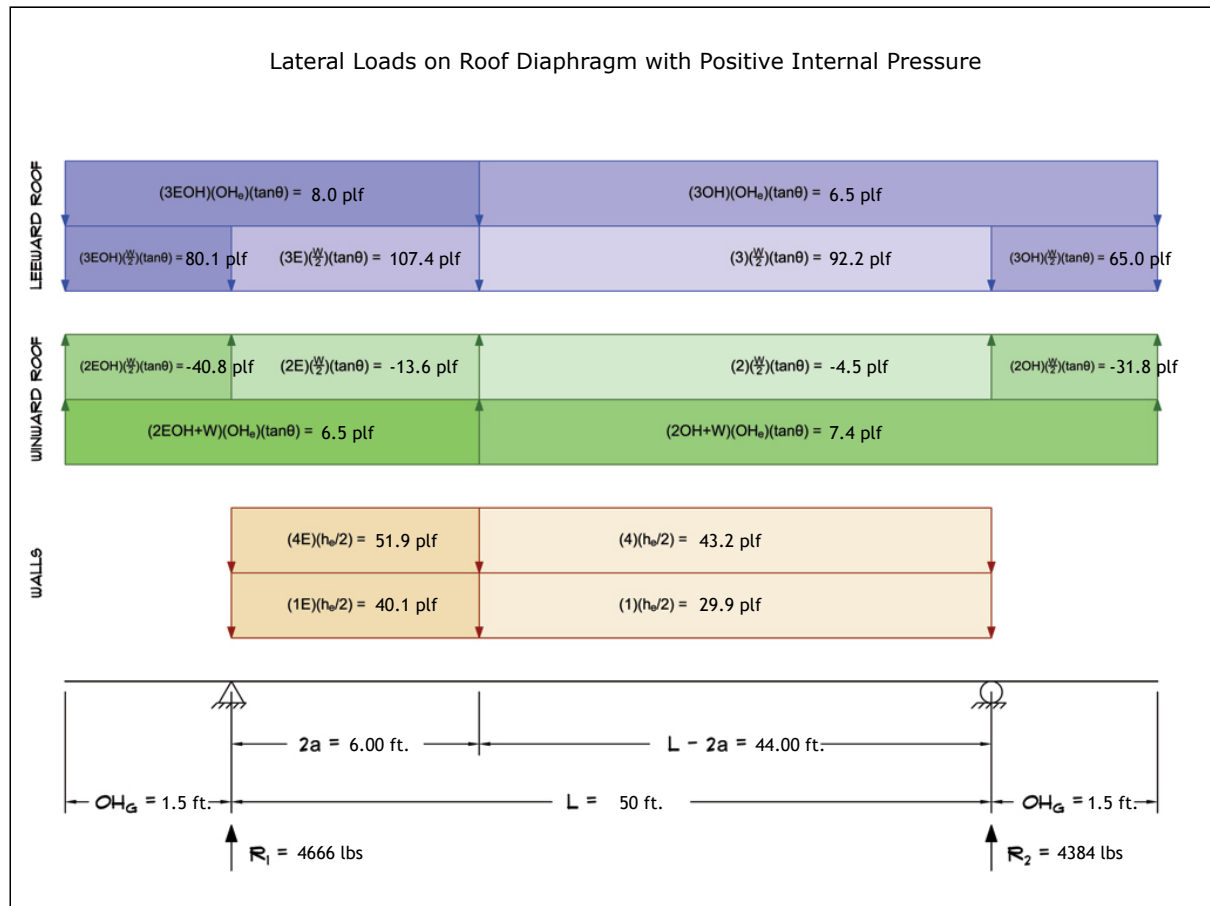 Lateral Loads on Roof Diaphragm with Positive Internal Pressure
LEEWARD ROOF
(3EOH)(OHₑ)(tanθ) = 8.0 plf
(3OH)(OHₑ)(tanθ) = 6.5 plf
(3EOH)(W/2)(tanθ) = 80.1 plf
(3E)(W/2)(tanθ) = 107.4 plf
(3)(W/2)(tanθ) = 92.2 plf
(3OH)(W/2)(tanθ) = 65.0 plf
WINWARD ROOF
(2EOH)(W/2)(tanθ) = -40.8 plf
(2E)(W/2)(tanθ) = -13.6 plf
(2)(W/2)(tanθ) = -4.5 plf
(2OH)(W/2)(tanθ) = -31.8 plf
(2EOH+W)(OHₑ)(tanθ) = 6.5 plf
(2OH+W)(OHₑ)(tanθ) = 7.4 plf
WALLS
(4E)(hₑ/2) = 51.9 plf
(4)(hₑ/2) = 43.2 plf
(1E)(hₑ/2) = 40.1 plf
(1)(hₑ/2) = 29.9 plf
2a = 6.00 ft.
L - 2a = 44.00 ft.
OH_G = 1.5 ft.
L = 50 ft.
OH_G = 1.5 ft.
R₁ = 4666 lbs
R₂ = 4384 lbs